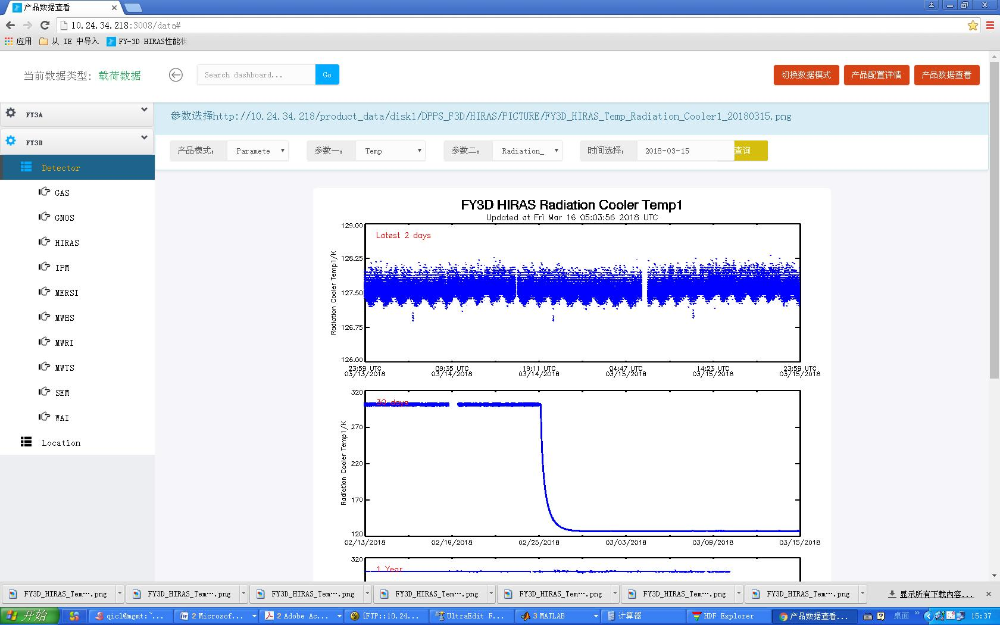 产品数据查看
10.24.34.218:3008/data#
应用 从 IE 中导入 FY-3D HIRAS性能状
当前数据类型: 载荷数据 Search dashboard... Go 切换数据模式 产品配置详情 产品数据查看
FY3A
FY3D
Detector
GAS
GNOS
HIRAS
IPM
MERSI
MWHS
MWRI
MWTS
SEM
WAI
Location
参数选择http://10.24.34.218/product_data/disk1/DPPS_F3D/HIRAS/PICTURE/FY3D_HIRAS_Temp_Radiation_Cooler1_20180315.png
产品模式: Paramete 参数一: Temp 参数二: Radiation_ 时间选择: 2018-03-15 查询
FY3D HIRAS Radiation Cooler Temp1
Updated at Fri Mar 16 05:03:56 2018 UTC
Latest 2 days
Radiation Cooler Temp1/K
129.00
128.25
127.50
126.75
126.00
23:59 UTC 09:35 UTC 19:11 UTC 04:47 UTC 14:23 UTC 23:59 UTC
03/13/2018 03/14/2018 03/14/2018 03/15/2018 03/15/2018 03/15/2018
30 days
Radiation Cooler Temp1/K
320
270
220
170
120
02/13/2018 02/19/2018 02/25/2018 03/03/2018 03/09/2018 03/15/2018
320
1 Year
FY3D_HIRAS_Tem….png FY3D_HIRAS_Tem….png FY3D_HIRAS_Tem….png FY3D_HIRAS_Tem….png FY3D_HIRAS_Tem….png FY3D_HIRAS_Tem….png FY3D_HIRAS_Tem….png 显示所有下载内容...
开始 qicl@mgmt:~... 2 Microsof... 2 Adobe Ac... [FTP::10.24... UltraEdit F... 3 MATLAB 计算器 HDF Explorer 产品数据查看... 桌面 15:37